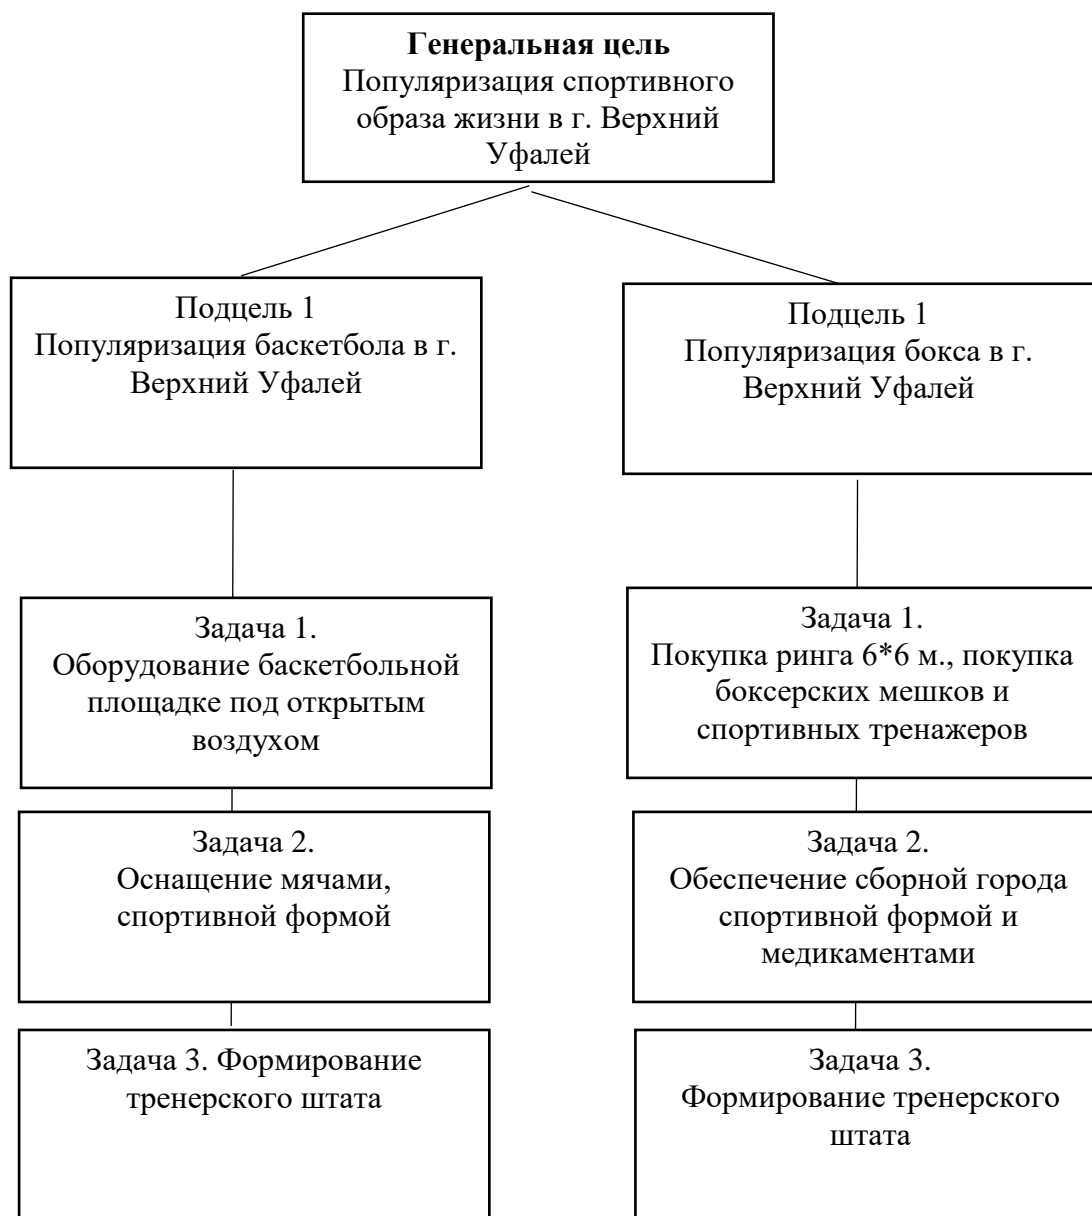 Генеральная цель
Популяризация спортивного
образа жизни в г. Верхний
Уфалей
Подцель 1
Популяризация баскетбола в г.
Верхний Уфалей
Подцель 1
Популяризация бокса в г.
Верхний Уфалей
Задача 1.
Оборудование баскетбольной
площадке под открытым
воздухом
Задача 1.
Покупка ринга 6*6 м., покупка
боксерских мешков и
спортивных тренажеров
Задача 2.
Оснащение мячами,
спортивной формой
Задача 2.
Обеспечение сборной города
спортивной формой и
медикаментами
Задача 3. Формирование
тренерского штата
Задача 3.
Формирование тренерского
штата